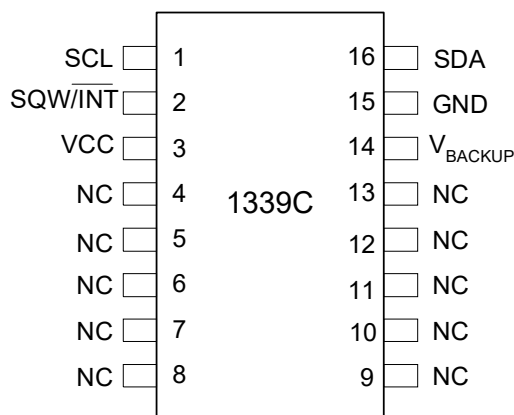 SCL 1 16 SDA
SQW/INT 2 15 GND
VCC 3 14 VBACKUP
NC 4 13 NC
1339C
NC 5 12 NC
NC 6 11 NC
NC 7 10 NC
NC 8 9 NC